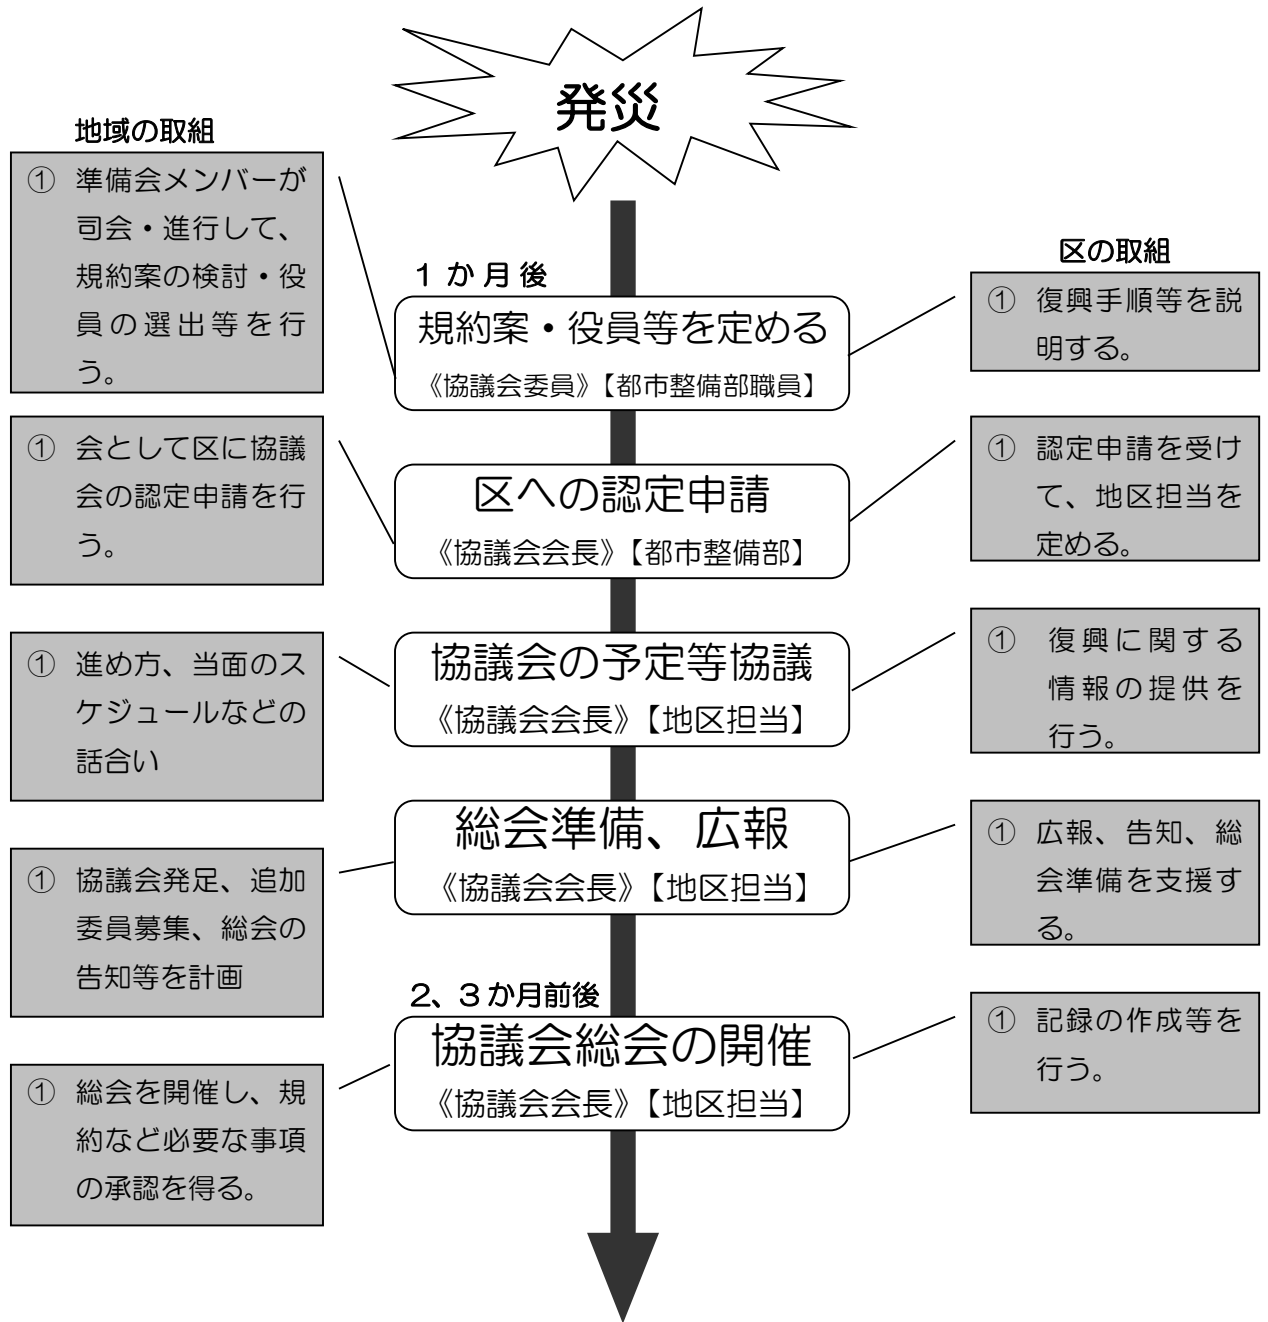 発災
地域の取組
① 準備会メンバーが
司会・進行して、
規約案の検討・役
員の選出等を行
う。
区の取組
1か月後
規約案・役員等を定める
《協議会委員》【都市整備部職員】
① 復興手順等を説
明する。
① 会として区に協議
会の認定申請を行
う。
区への認定申請
《協議会会長》【都市整備部】
① 認定申請を受け
て、地区担当を
定める。
① 進め方、当面のス
ケジュールなどの
話合い
協議会の予定等協議
《協議会会長》【地区担当】
① 復興に関する
情報の提供を
行う。
① 協議会発足、追加
委員募集、総会の
告知等を計画
総会準備、広報
《協議会会長》【地区担当】
① 広報、告知、総
会準備を支援す
る。
2、3か月前後
協議会総会の開催
《協議会会長》【地区担当】
① 記録の作成等を
行う。
① 総会を開催し、規
約など必要な事項
の承認を得る。